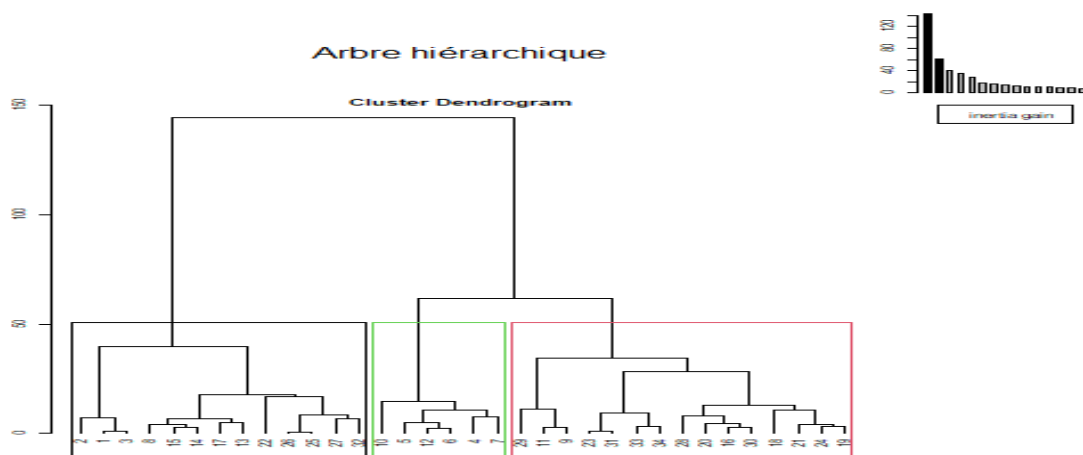 Arbre hiérarchique
Cluster Dendrogram
0 40 80 120
inertia gain
0 50 100 150
2 1 3 8 15 14 17 13 22 26 25 27 32 10 5 12 6 4 7 29 11 9 23 31 33 34 28 20 16 30 18 21 24 19